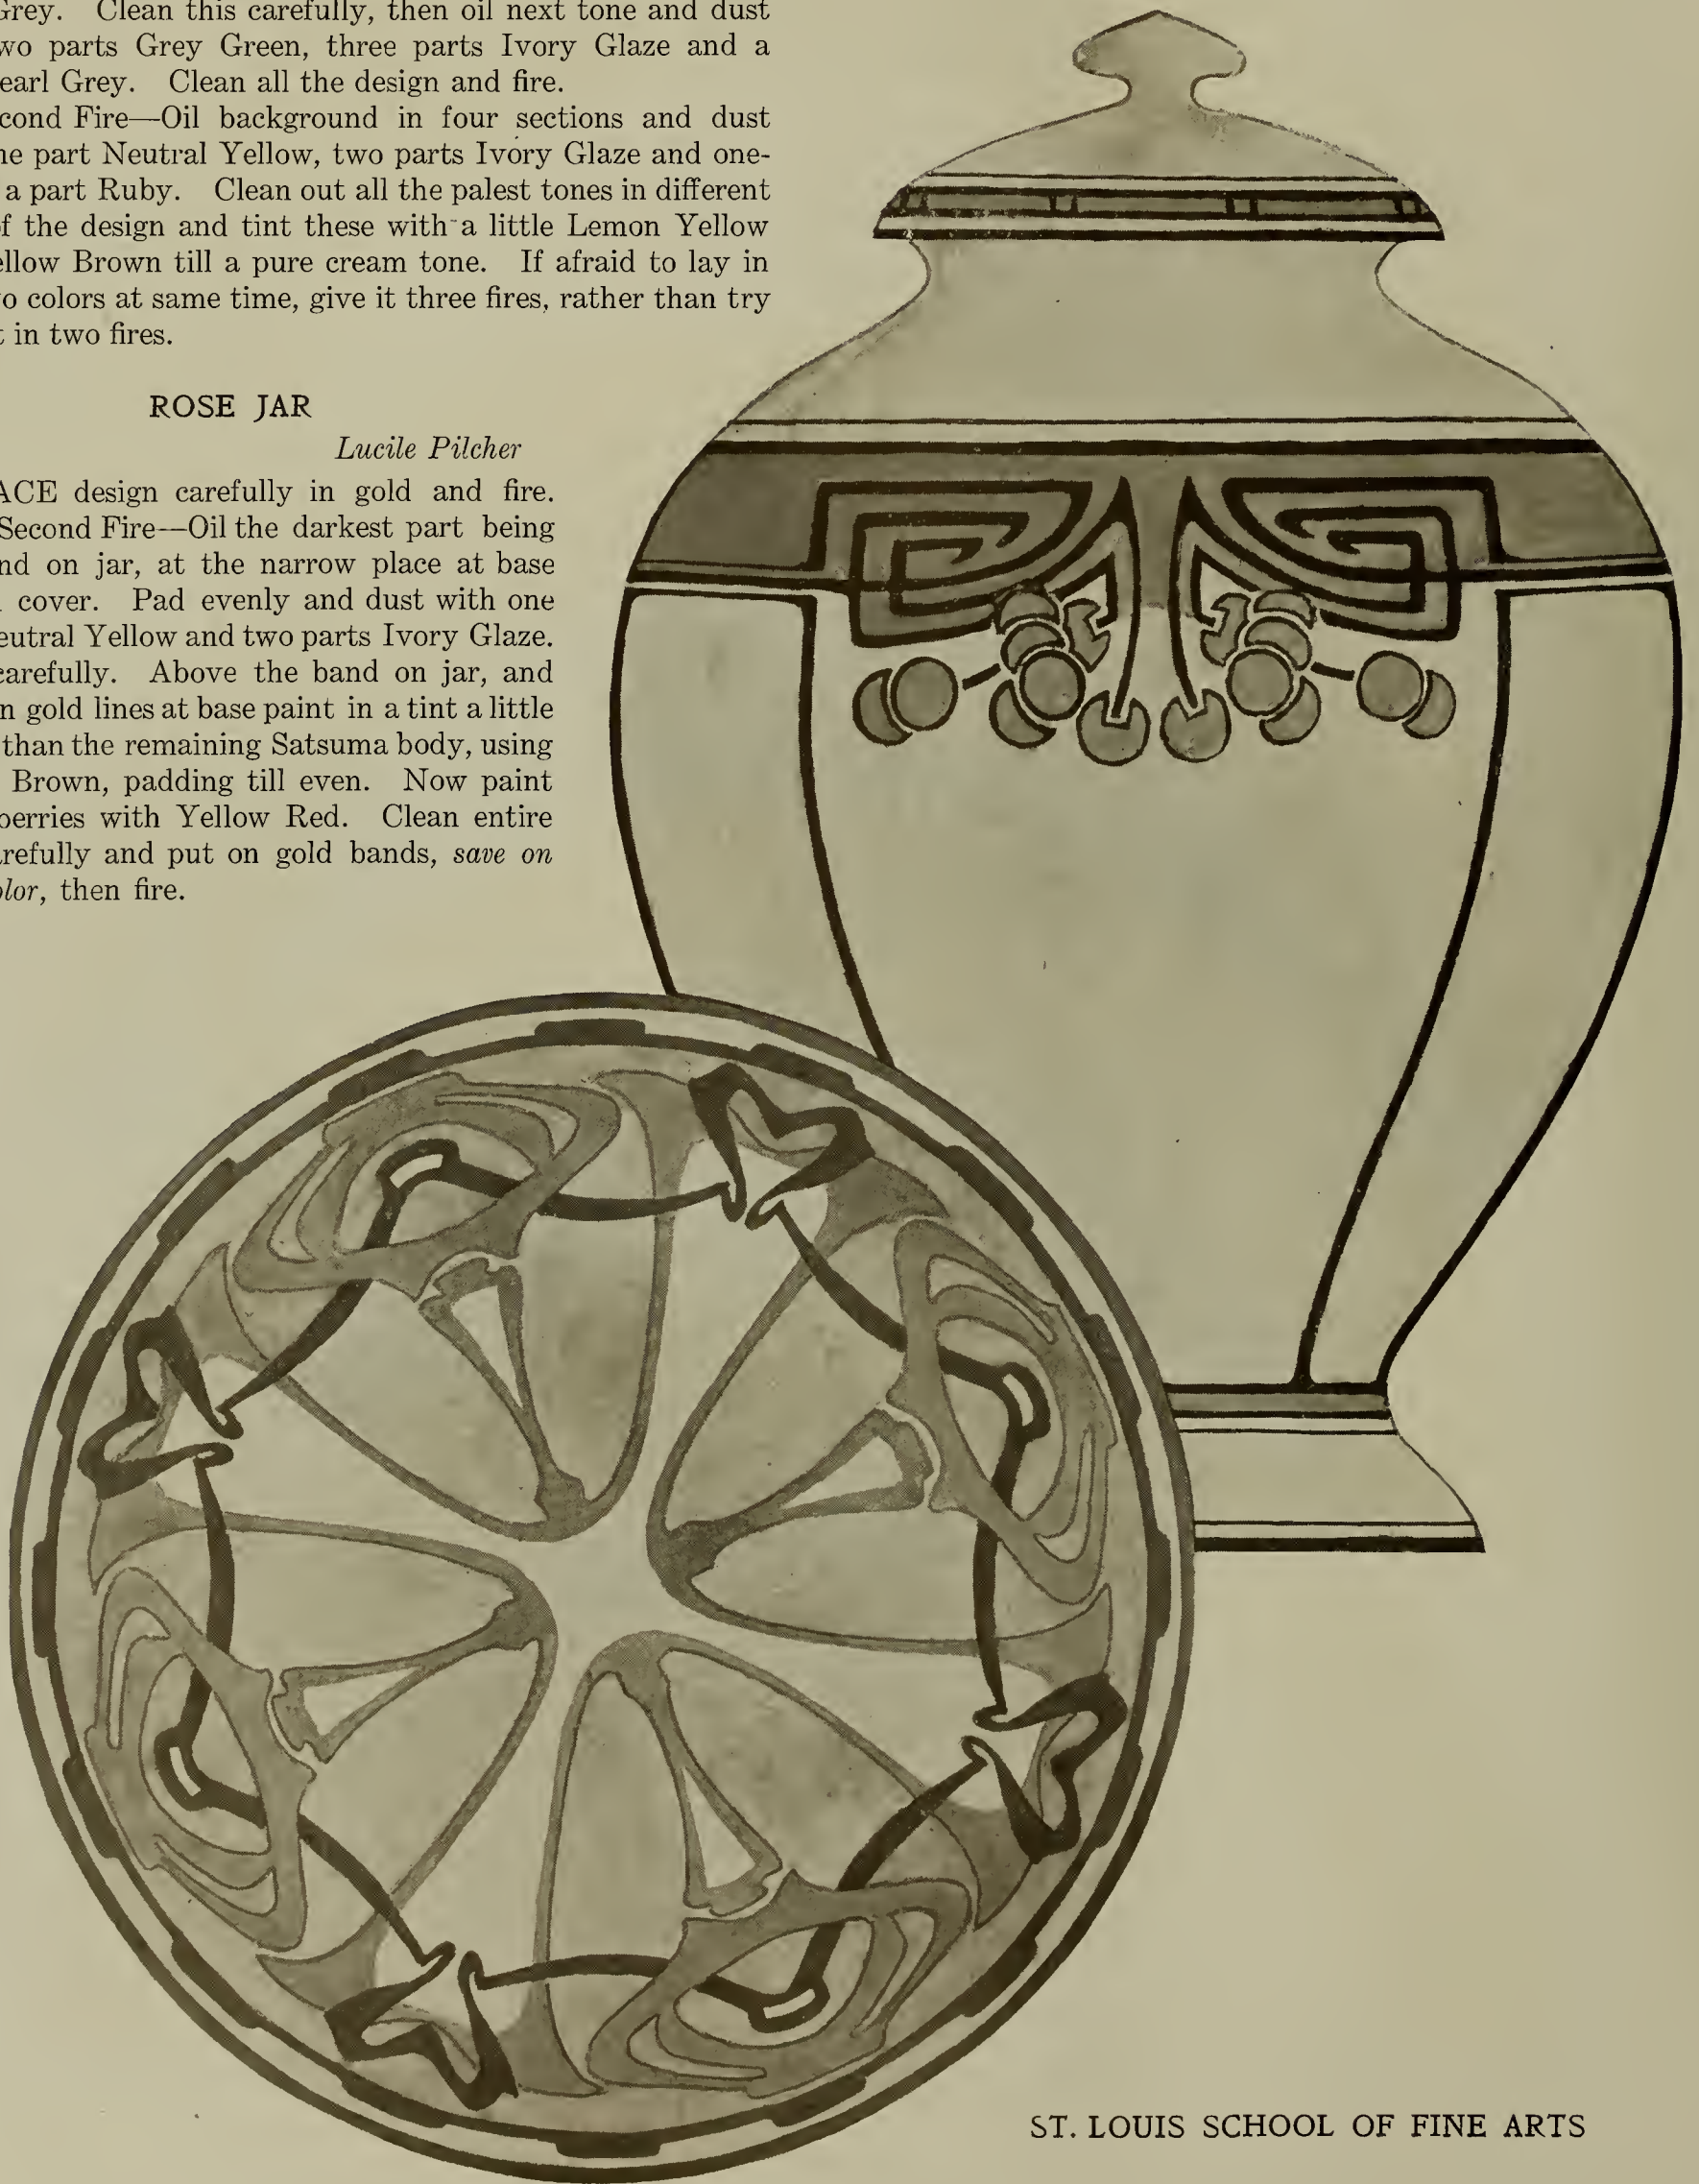 Grey. Clean this carefully, then oil next tone and dust
wo parts Grey Green, three parts Ivory Glaze and a
earl Grey. Clean all the design and fire.
cond Fire—Oil background in four sections and dust
ne part Neutral Yellow, two parts Ivory Glaze and one-
a part Ruby. Clean out all the palest tones in different
of the design and tint these with a little Lemon Yellow
ellow Brown till a pure cream tone. If afraid to lay in
o colors at same time, give it three fires, rather than try
t in two fires.
ROSE JAR
Lucile Pilcher
ACE design carefully in gold and fire.
Second Fire—Oil the darkest part being
nd on jar, at the narrow place at base
cover. Pad evenly and dust with one
eutral Yellow and two parts Ivory Glaze.
carefully. Above the band on jar, and
n gold lines at base paint in a tint a little
than the remaining Satsuma body, using
Brown, padding till even. Now paint
berries with Yellow Red. Clean entire
refully and put on gold bands, save on
olor, then fire.
ST. LOUIS SCHOOL OF FINE ARTS